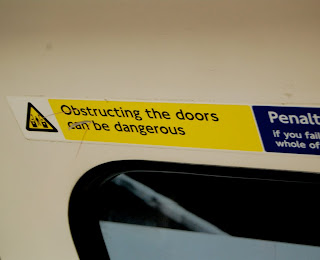 Obstructing the doors
can be dangerous
Penalt
if you fail
whole of